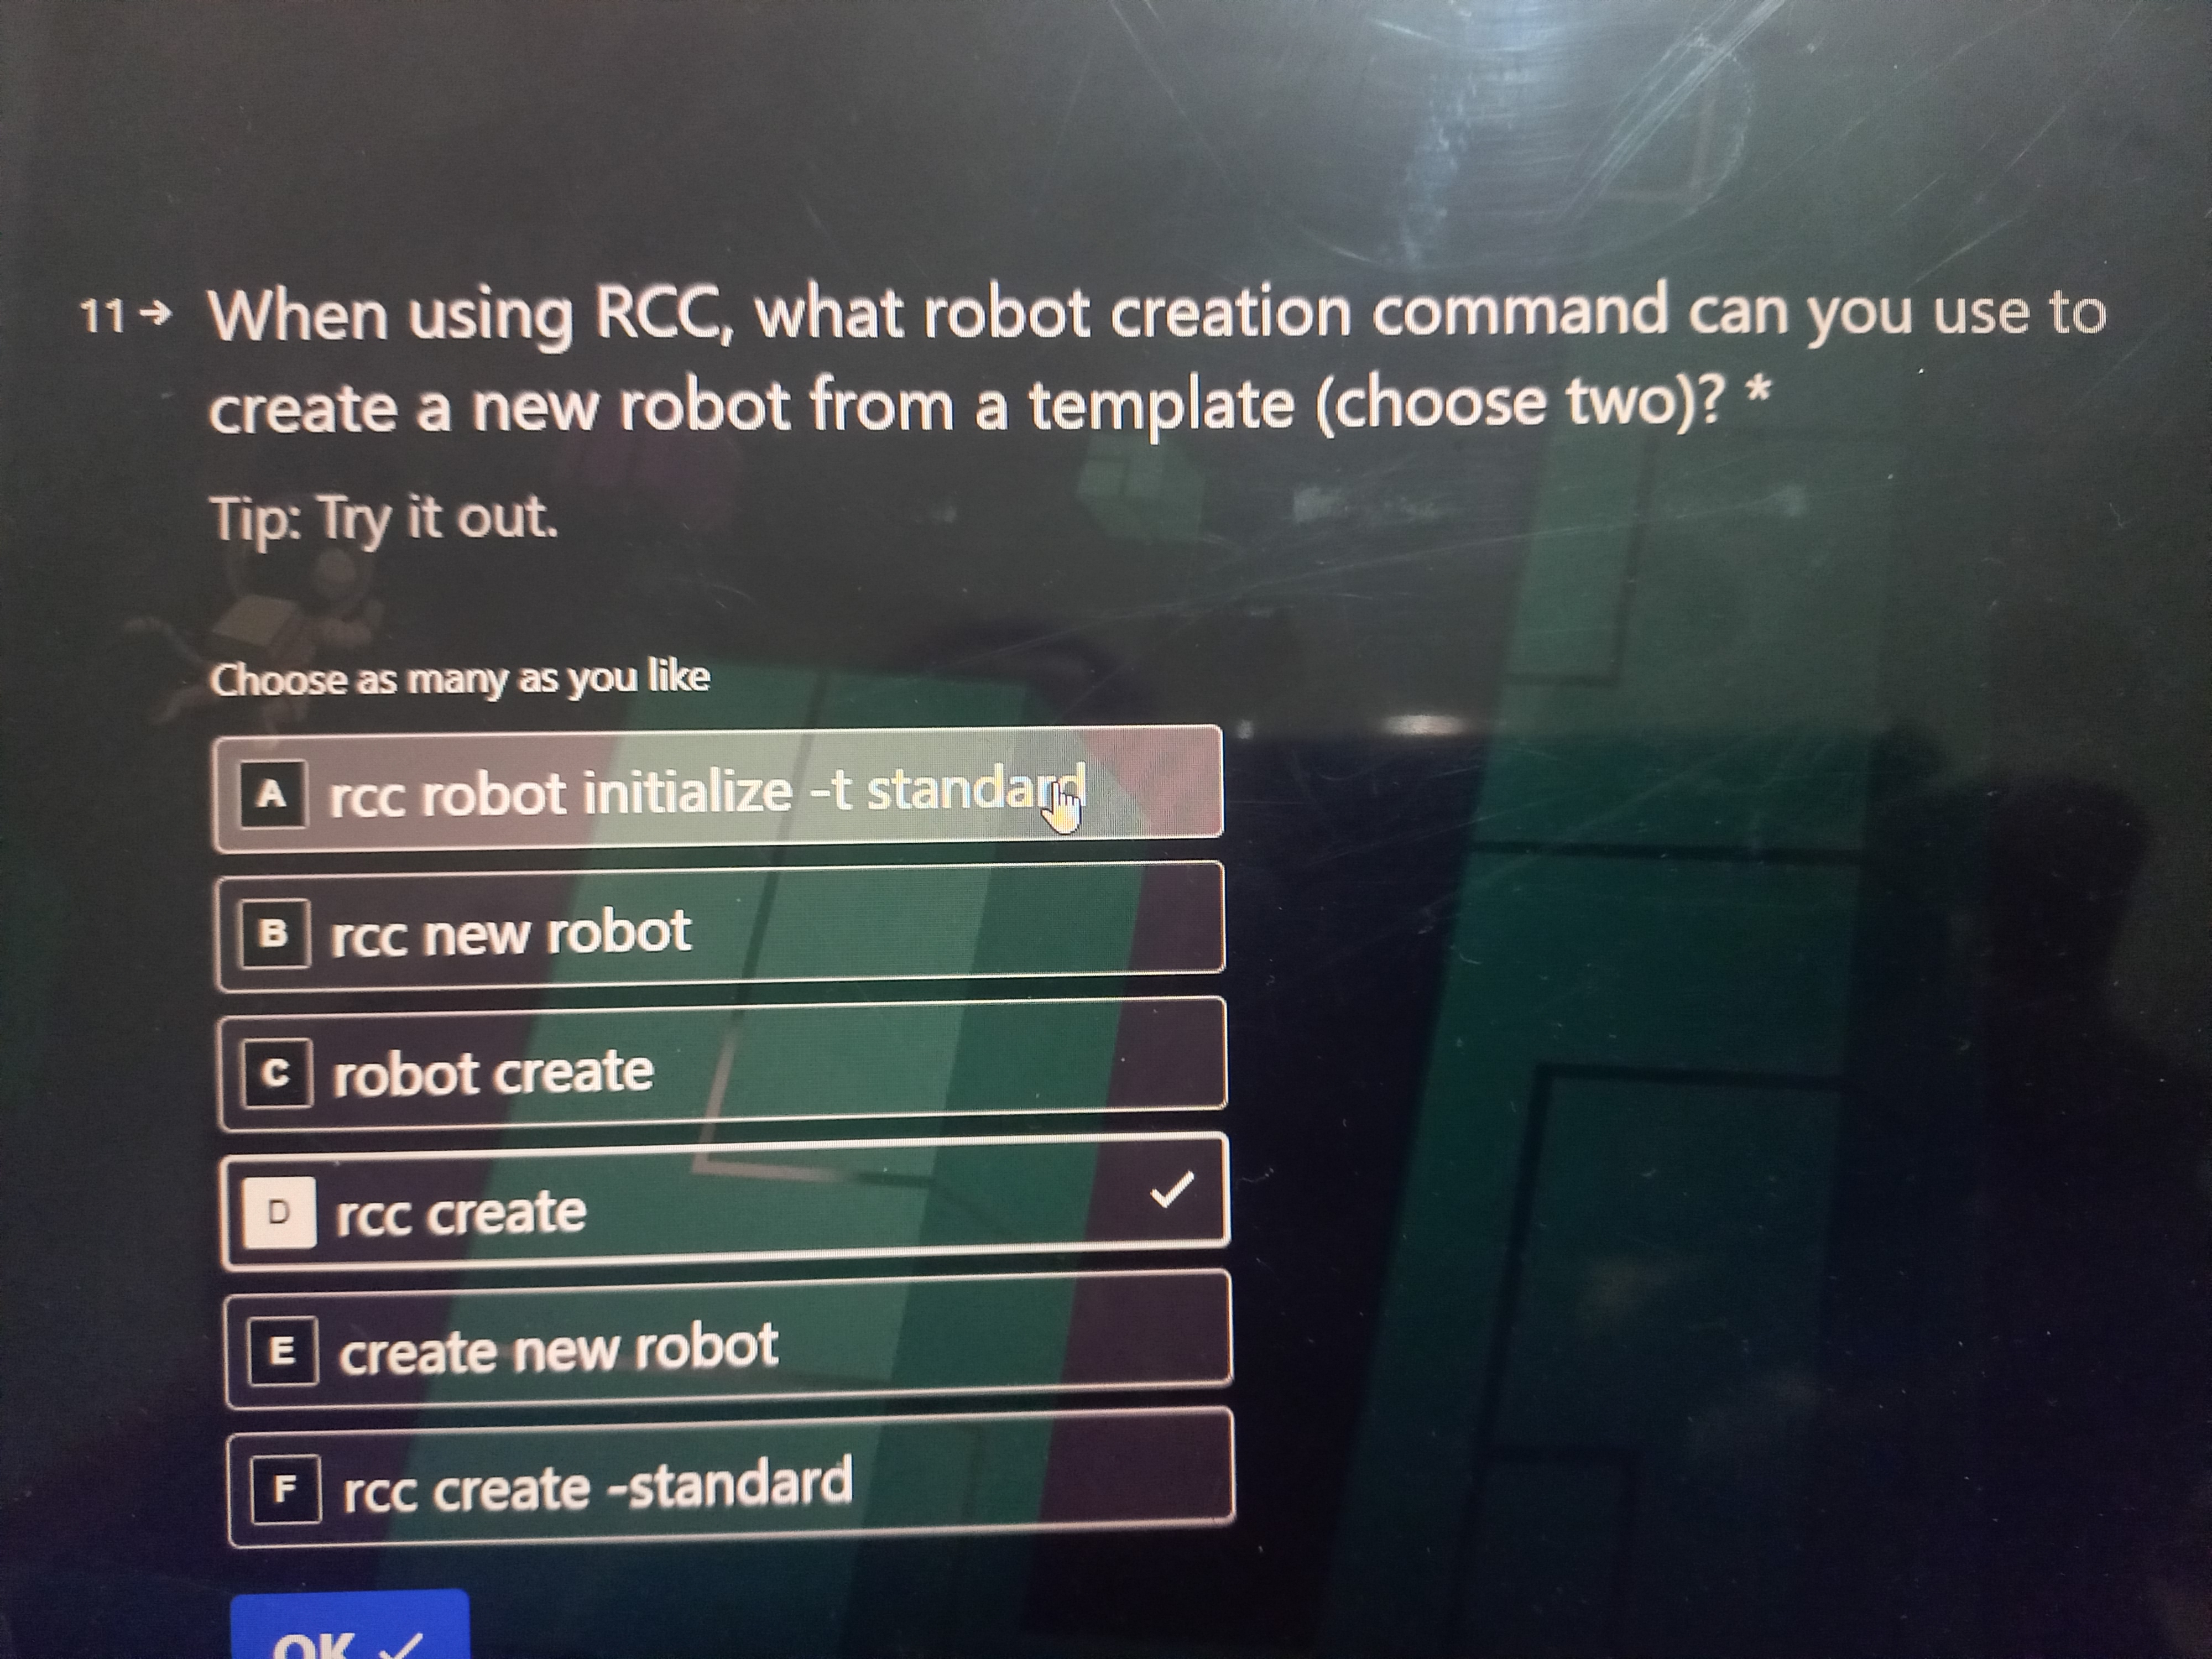 11→ When using RCC, what robot creation command can you use to
create a new robot from a template (choose two)? *
Tip: Try it out.
Choose as many as you like
A rcc robot initialize -t standard
B rcc new robot
C robot create
D rcc create
E create new robot
F rcc create -standard
OK